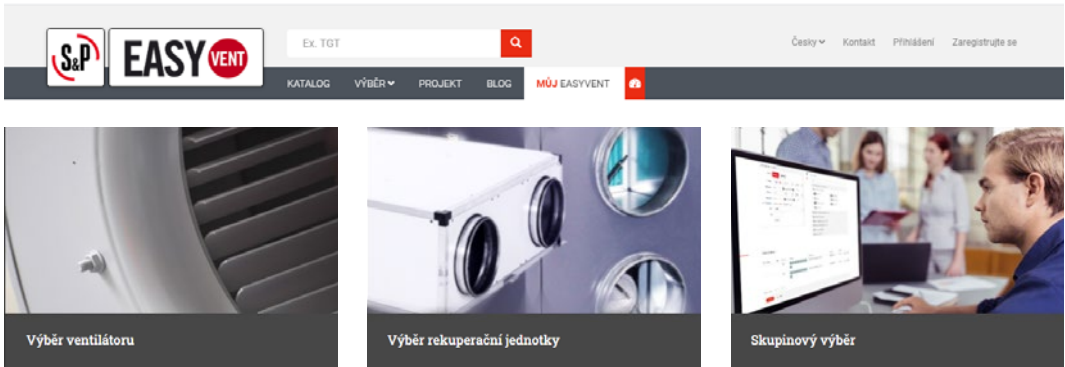 S&P EASY VENT
Ex. TGT
Česky Kontakt Přihlášení Zaregistrujte se
KATALOG VÝBĚR PROJEKT BLOG MŮJ EASYVENT
Výběr ventilátoru
Výběr rekuperační jednotky
Skupinový výběr